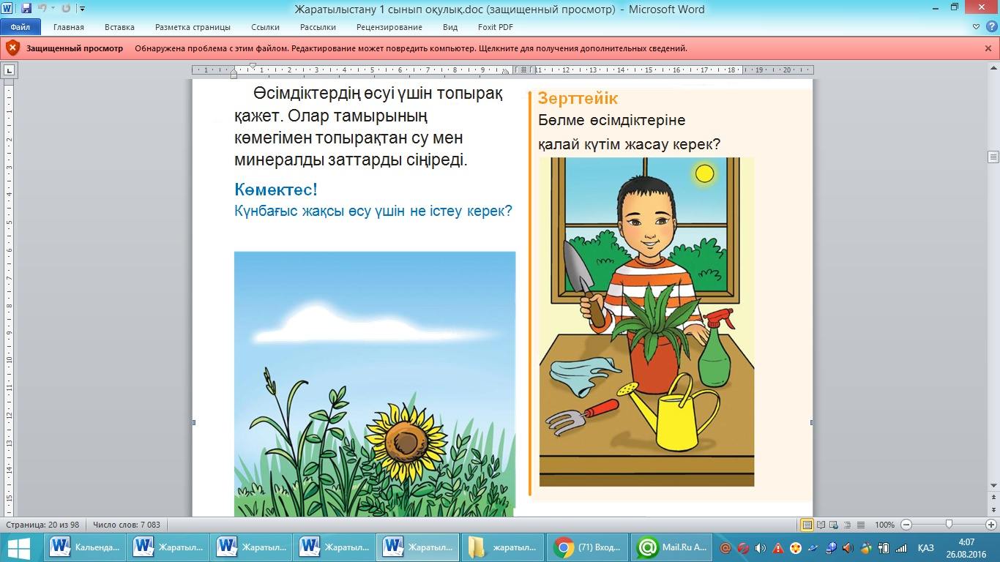 Жаратылыстану 1 сынып оқулық.doc (защищенный просмотр) - Microsoft Word
Файл Главная Вставка Разметка страницы Ссылки Рассылки Рецензирование Вид Foxit PDF
Защищенный просмотр Обнаружена проблема с этим файлом. Редактирование может повредить компьютер. Щелкните для получения дополнительных сведений.
Өсімдіктердің өсуі үшін топырақ
қажет. Олар тамырының
көмегімен топырақтан су мен
минералды заттарды сіңіреді.
Көмектес!
Күнбағыс жақсы өсу үшін не істеу керек?
Зерттейік
Бөлме өсімдіктеріне
қалай күтім жасау керек?
Страница: 20 из 98 Число слов: 7 083 100%
Кальенда... Жаратыл... Жаратыл... Жаратыл... Жаратыл... жаратыл... (71) Вход... Mail.Ru А... ҚАЗ 4:07
26.08.2016